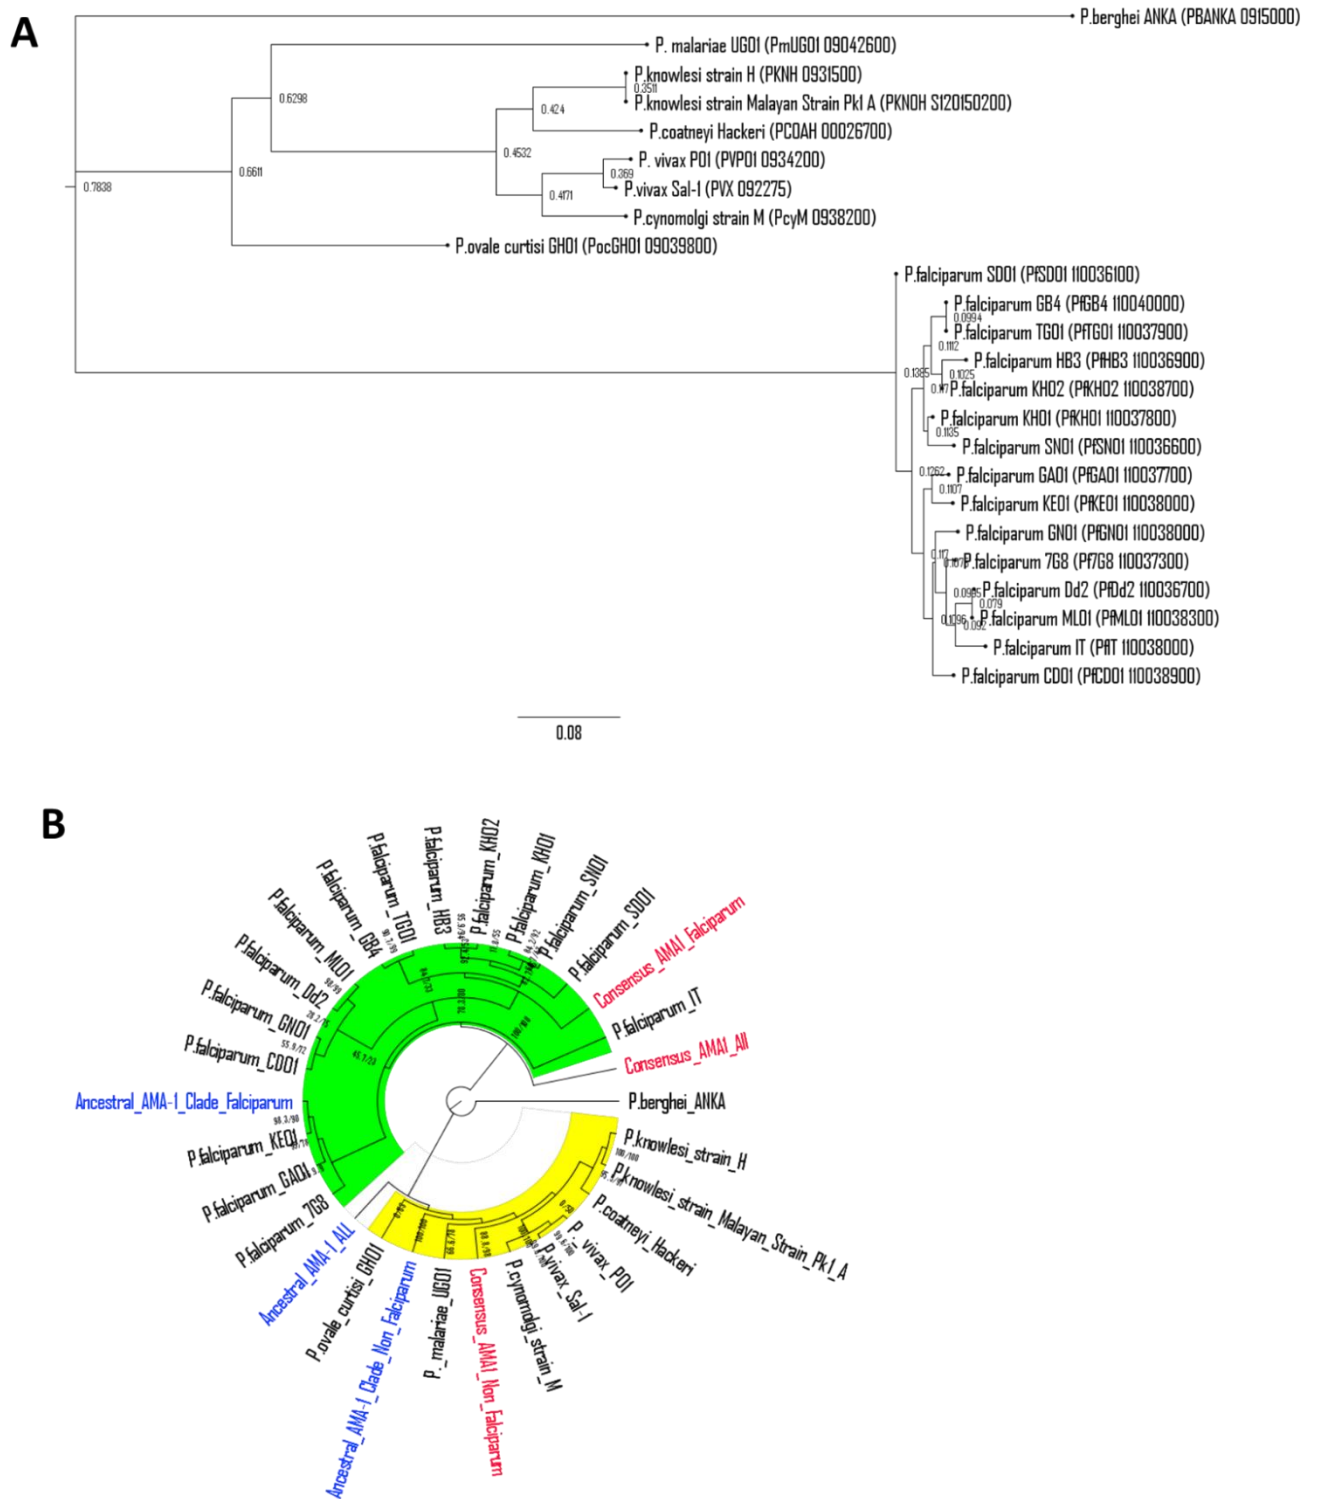 A
P.berghei ANKA (PBANKA 0915000)
P. malariae UG01 (PmUG01 09042600)
0.6298
P.knowlesi strain H (PKNH 0931500)
0.3511
P.knowlesi strain Malayan Strain Pk1 A (PKNOH S120150200)
0.424
P.coatneyi Hackeri (PCOAH 00026700)
0.4532
P. vivax P01 (PVP01 0934200)
0.369
0.6611
P.vivax Sal-1 (PVX 092275)
0.7838
0.4171
P.cynomolgi strain M (PcyM 0938200)
P.ovale curtisi GH01 (PocGH01 09039800)
P.falciparum SD01 (PfSD01 110036100)
P.falciparum GB4 (PfGB4 110040000)
0.0994
P.falciparum TG01 (PfTG01 110037900)
0.1112
P.falciparum HB3 (PfHB3 110036900)
0.1385
0.1025
P.falciparum KH02 (PfKH02 110038700)
P.falciparum KH01 (PfKH01 110037800)
0.1135
P.falciparum SN01 (PfSN01 110036600)
0.1262
P.falciparum GA01 (PfGA01 110037700)
0.1107
P.falciparum KE01 (PfKE01 110038000)
P.falciparum GN01 (PfGN01 110038000)
0.117
P.falciparum 7G8 (Pf7G8 110037300)
P.falciparum Dd2 (PfDd2 110036700)
0.079
P.falciparum ML01 (PfML01 110038300)
0.1096
0.092
P.falciparum IT (PfIT 110038000)
P.falciparum CD01 (PfCD01 110038900)
0.08
B
P.falciparum_KH02
P.falciparum_HB3
P.falciparum_TG01
P.falciparum_KH01
P.falciparum_SN01
P.falciparum_GB4
P.falciparum_SD01
P.falciparum_ML01
Consensus_AMA1_Falciparum
P.falciparum_Dd2
P.falciparum_GN01
P.falciparum_IT
P.falciparum_CD01
Consensus_AMA1_All
Ancestral_AMA-1_Clade_Falciparum
P.berghei_ANKA
P.falciparum_KE01
P.knowlesi_strain_H
100/100
P.falciparum_GA01
P.knowlesi_strain_Malayan_Strain_Pk1_A
P.falciparum_7G8
P.coatneyi_Hackeri
Ancestral_AMA-1_ALL
P._vivax_P01
P.ovale_curtisi_GH01
P.vivax_Sal-1
Ancestral_AMA-1_Clade_Non_Falciparum
P._malariae_UG01
Consensus_AMA1_Non_Falciparum
P.cynomolgi_strain_M